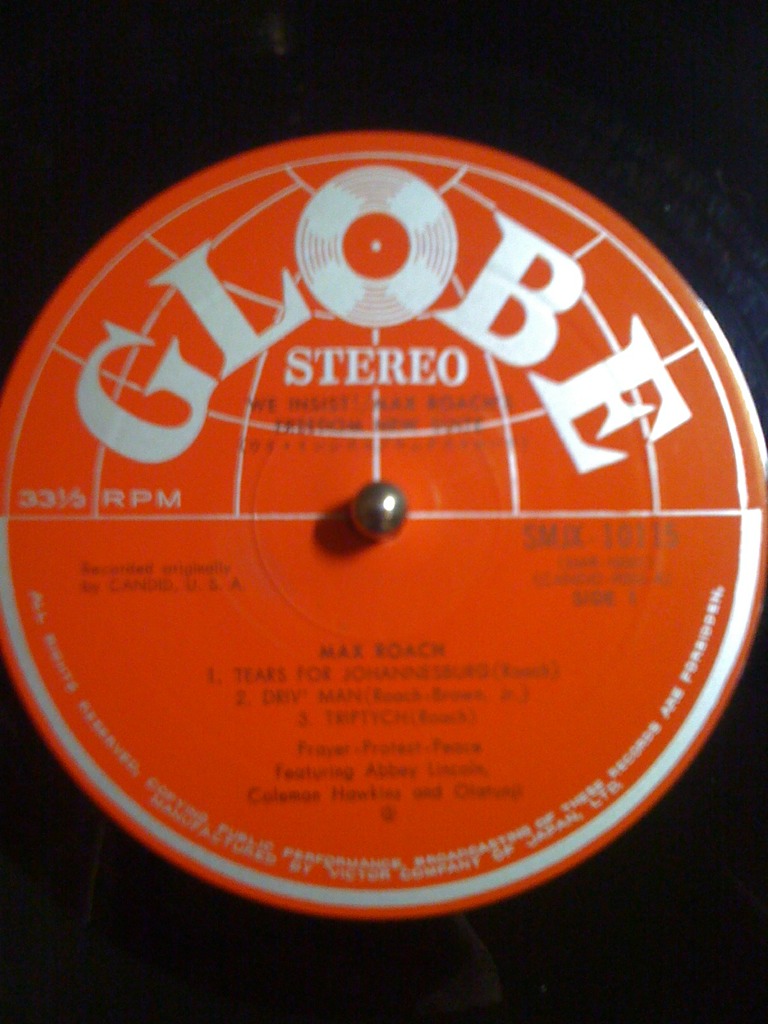 GLOBE
STEREO
WE INSIST! MAX ROACH'S
FREEDOM NOW SUITE
33⅓ RPM
SMJX-10115
Recorded originally
by CANDID, U. S. A.
SIDE 1
MAX ROACH
1. TEARS FOR JOHANNESBURG (Roach)
2. DRIV' MAN (Roach-Brown, Jr.)
3. TRIPTYCH (Roach)
Prayer-Protest-Peace
Featuring Abbey Lincoln,
Coleman Hawkins and Olatunji
ALL RIGHTS RESERVED, COPYING, PUBLIC PERFORMANCE, BROADCASTING OF THESE RECORDS ARE FORBIDDEN.
MANUFACTURED BY VICTOR COMPANY OF JAPAN, LTD.